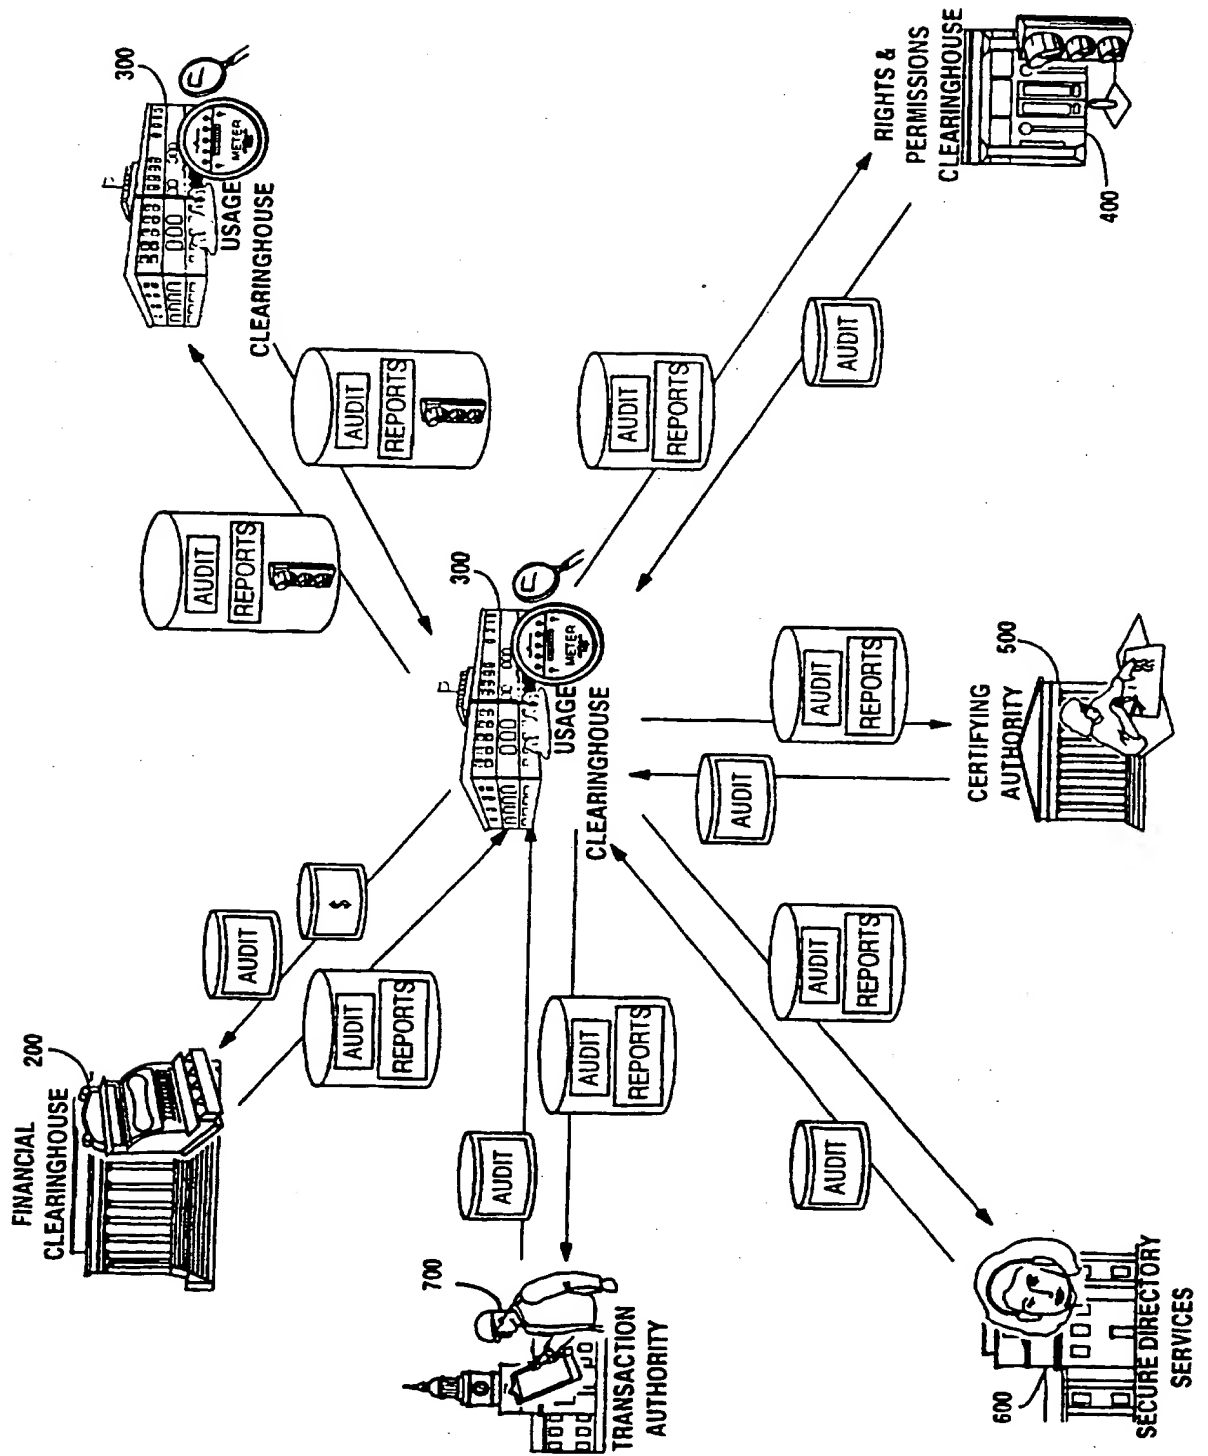 FINANCIAL
CLEARINGHOUSE
200
AUDIT
$
AUDIT
REPORTS
AUDIT
REPORTS
AUDIT
REPORTS
300
METER
USAGE
CLEARINGHOUSE
TRANSACTION
AUTHORITY
700
AUDIT
AUDIT
REPORTS
300
METER
USAGE
CLEARINGHOUSE
AUDIT
REPORTS
AUDIT
RIGHTS &
PERMISSIONS
CLEARINGHOUSE
400
SECURE DIRECTORY
SERVICES
600
AUDIT
AUDIT
REPORTS
AUDIT
AUDIT
REPORTS
CERTIFYING
AUTHORITY
500